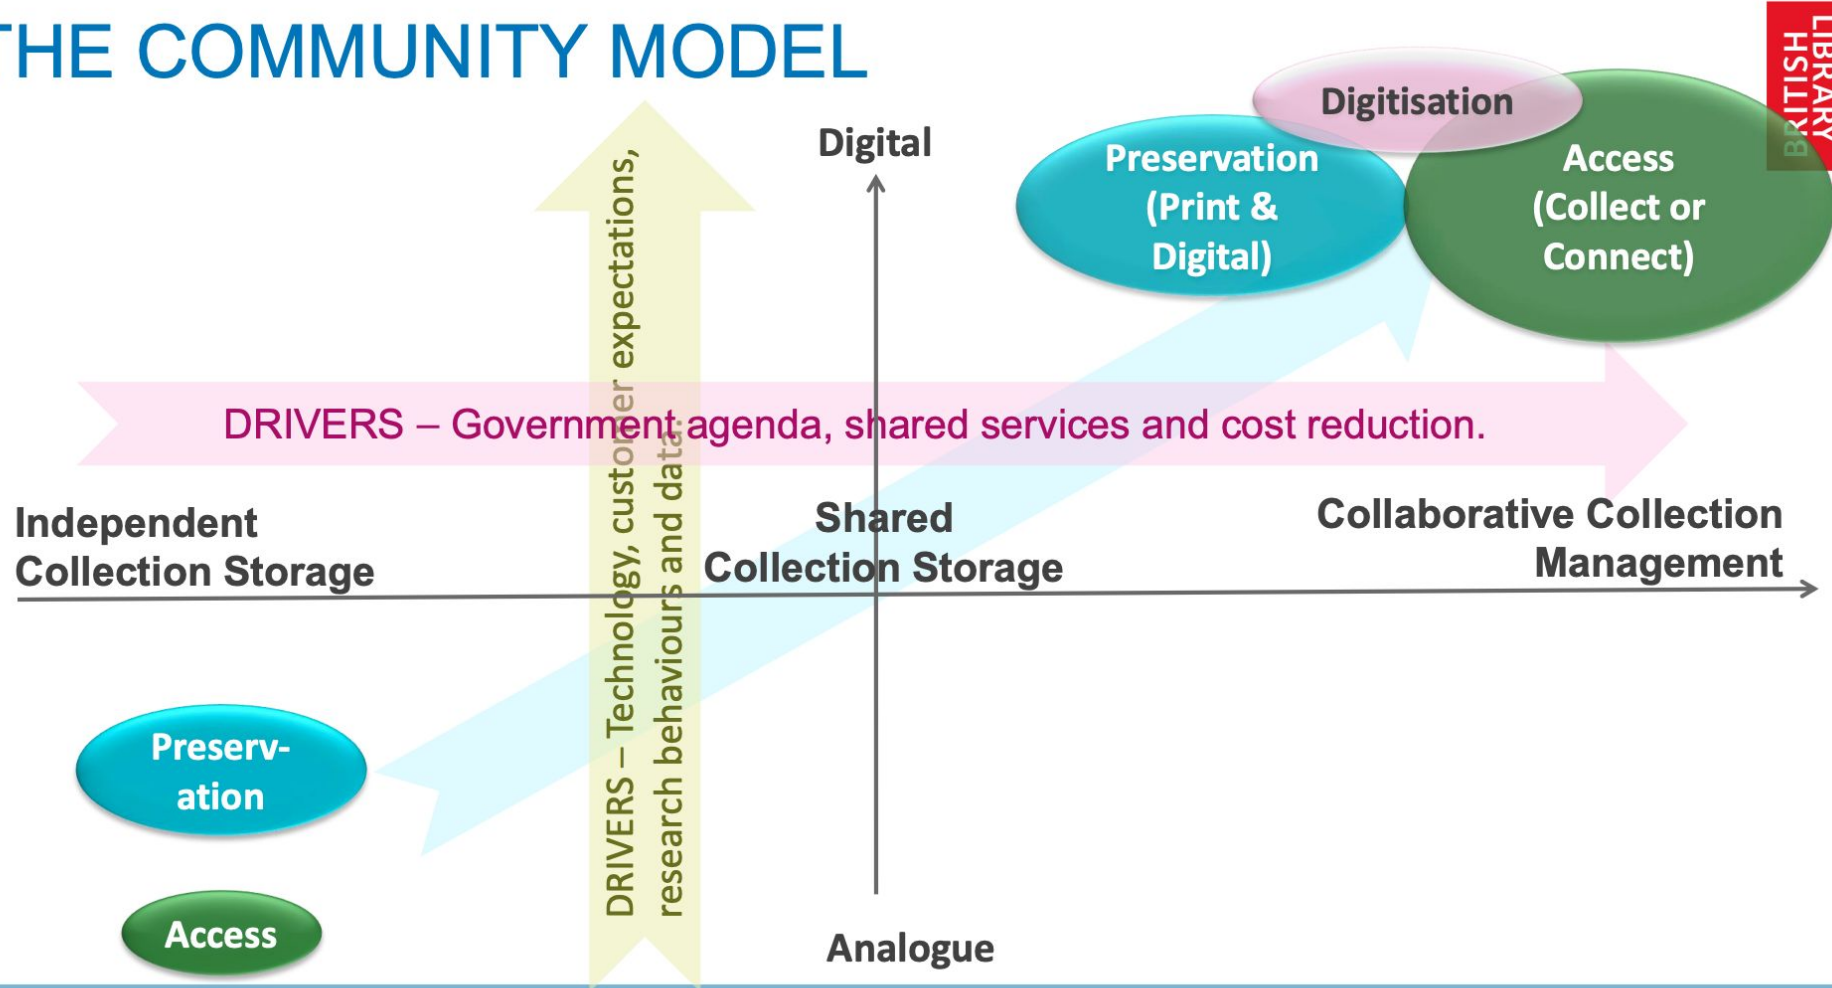 THE COMMUNITY MODEL
BRITISH
LIBRARY
Digital
Digitisation
Preservation
(Print &
Digital)
Access
(Collect or
Connect)
DRIVERS – Technology, customer expectations,
research behaviours and data.
DRIVERS – Government agenda, shared services and cost reduction.
Independent
Collection Storage
Shared
Collection Storage
Collaborative Collection
Management
Preserv-
ation
Access
Analogue